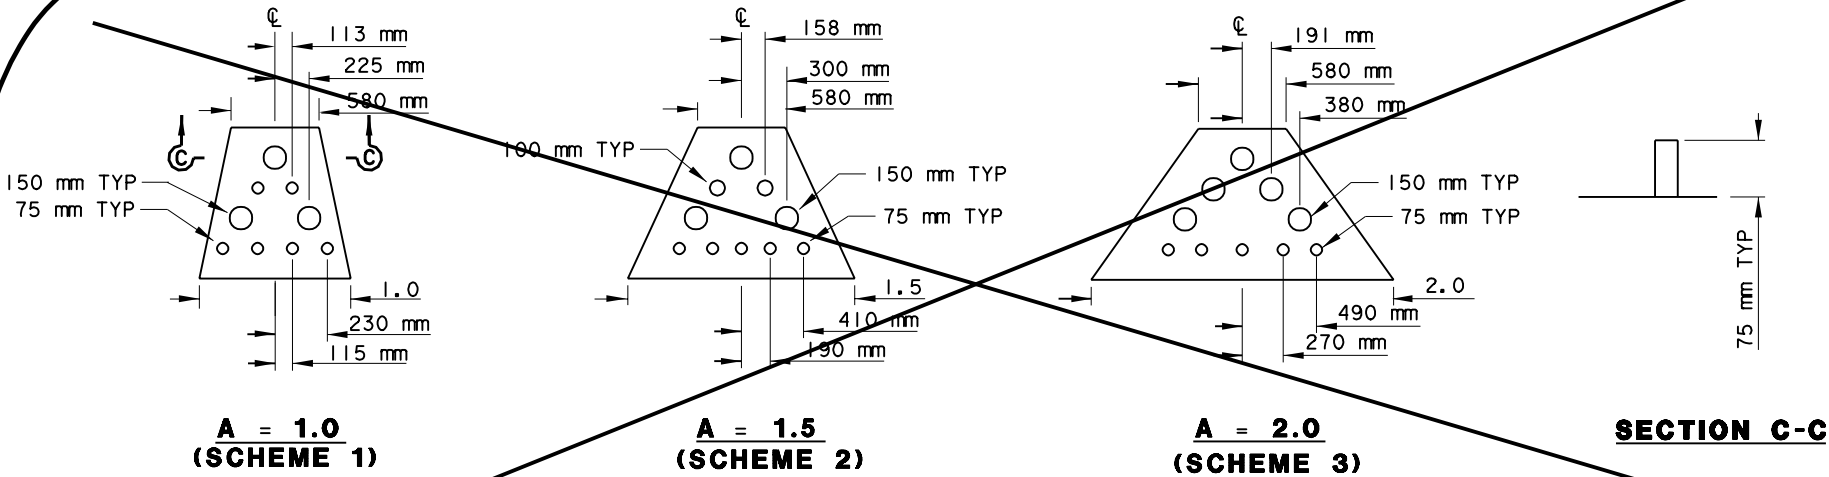 ℄
113 mm
225 mm
580 mm
C
C
150 mm TYP
75 mm TYP
1.0
230 mm
115 mm
A = 1.0
(SCHEME 1)
℄
158 mm
300 mm
580 mm
100 mm TYP
150 mm TYP
75 mm TYP
1.5
410 mm
190 mm
A = 1.5
(SCHEME 2)
℄
191 mm
580 mm
380 mm
150 mm TYP
75 mm TYP
2.0
490 mm
270 mm
A = 2.0
(SCHEME 3)
75 mm TYP
SECTION C-C